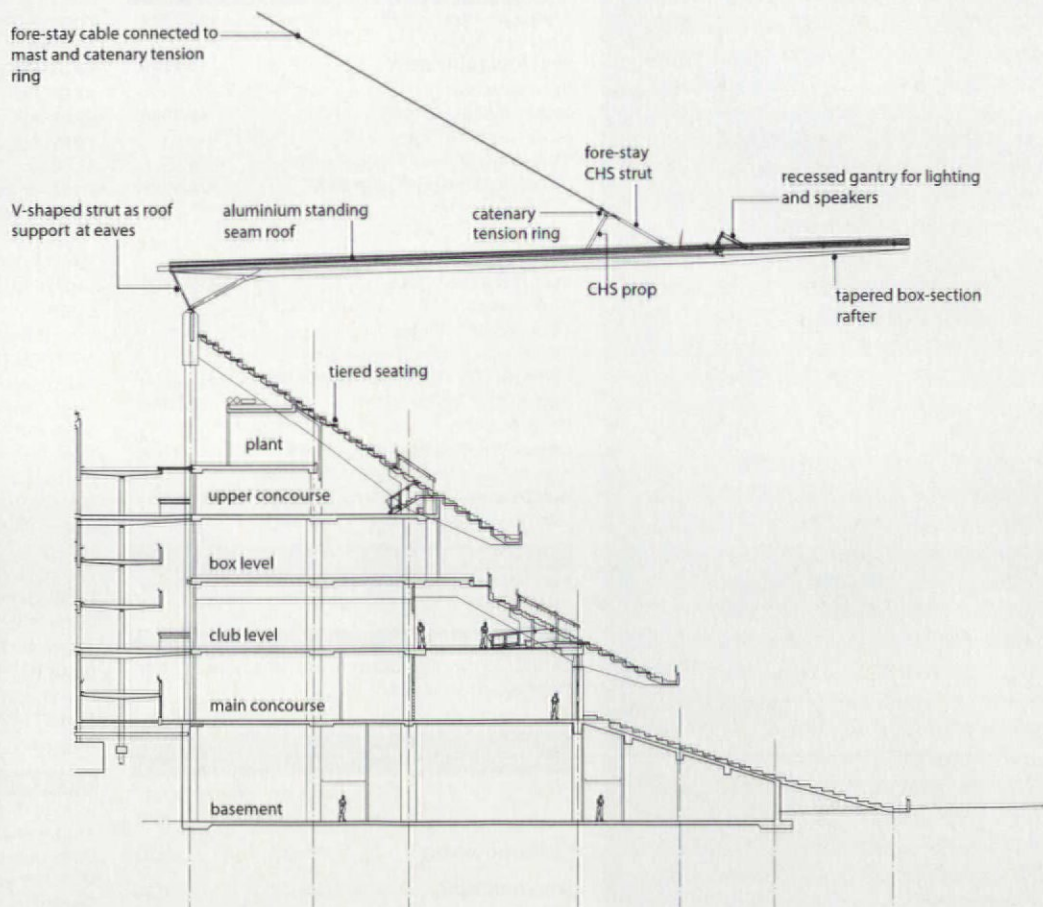 fore-stay cable connected to
mast and catenary tension
ring
fore-stay
CHS strut
recessed gantry for lighting
and speakers
V-shaped strut as roof
support at eaves
aluminium standing
seam roof
catenary
tension ring
CHS prop
tapered box-section
rafter
tiered seating
plant
upper concourse
box level
club level
main concourse
basement